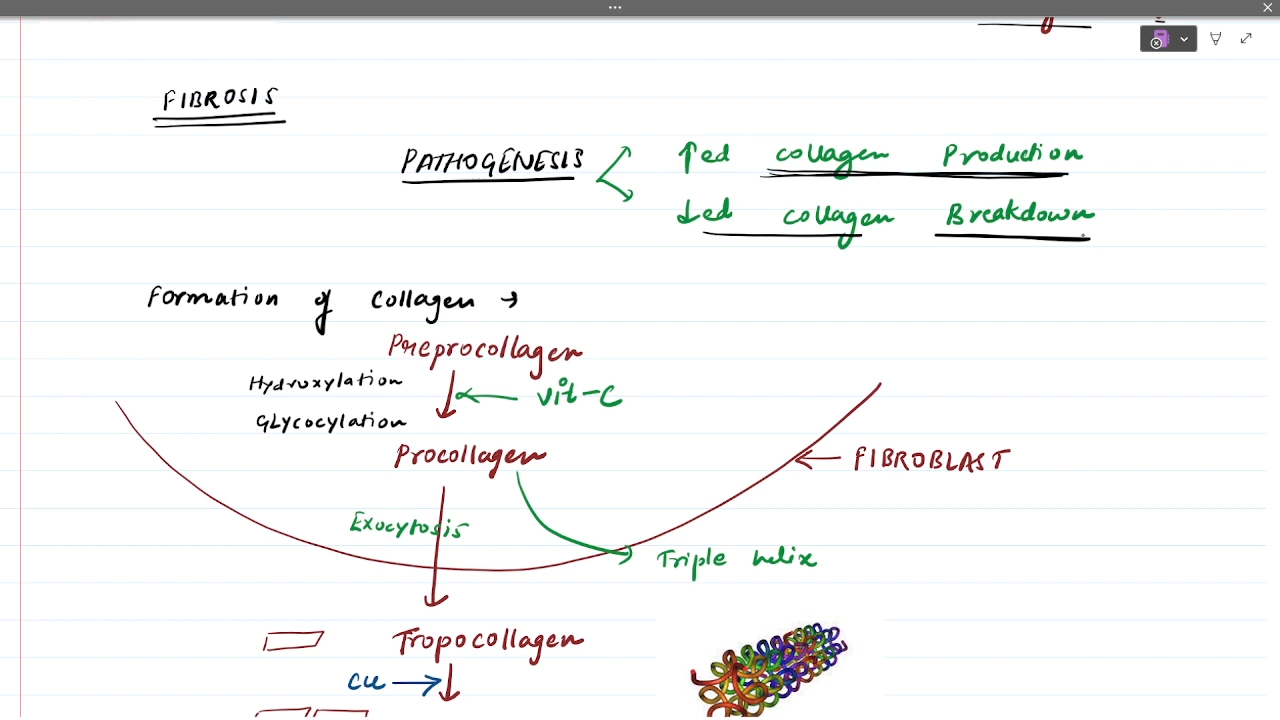 FIBROSIS
PATHOGENESIS
↑ed collagen Production
↓ed collagen Breakdown
Formation of collagen →
Preprocollagen
Hydroxylation
Vit-C
GLycocylation
Procollagen
FIBROBLAST
Exocytosis
Triple helix
Tropocollagen
Cu